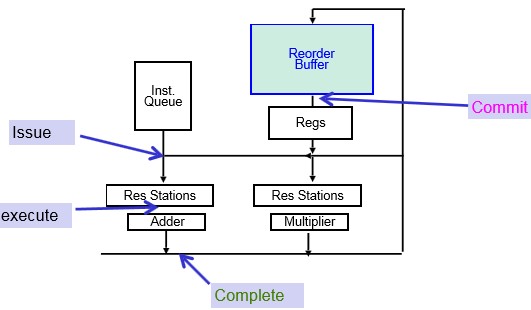 Reorder
Buffer
Inst.
Queue
Commit
Regs
Issue
Res Stations
Res Stations
execute
Adder
Multiplier
Complete